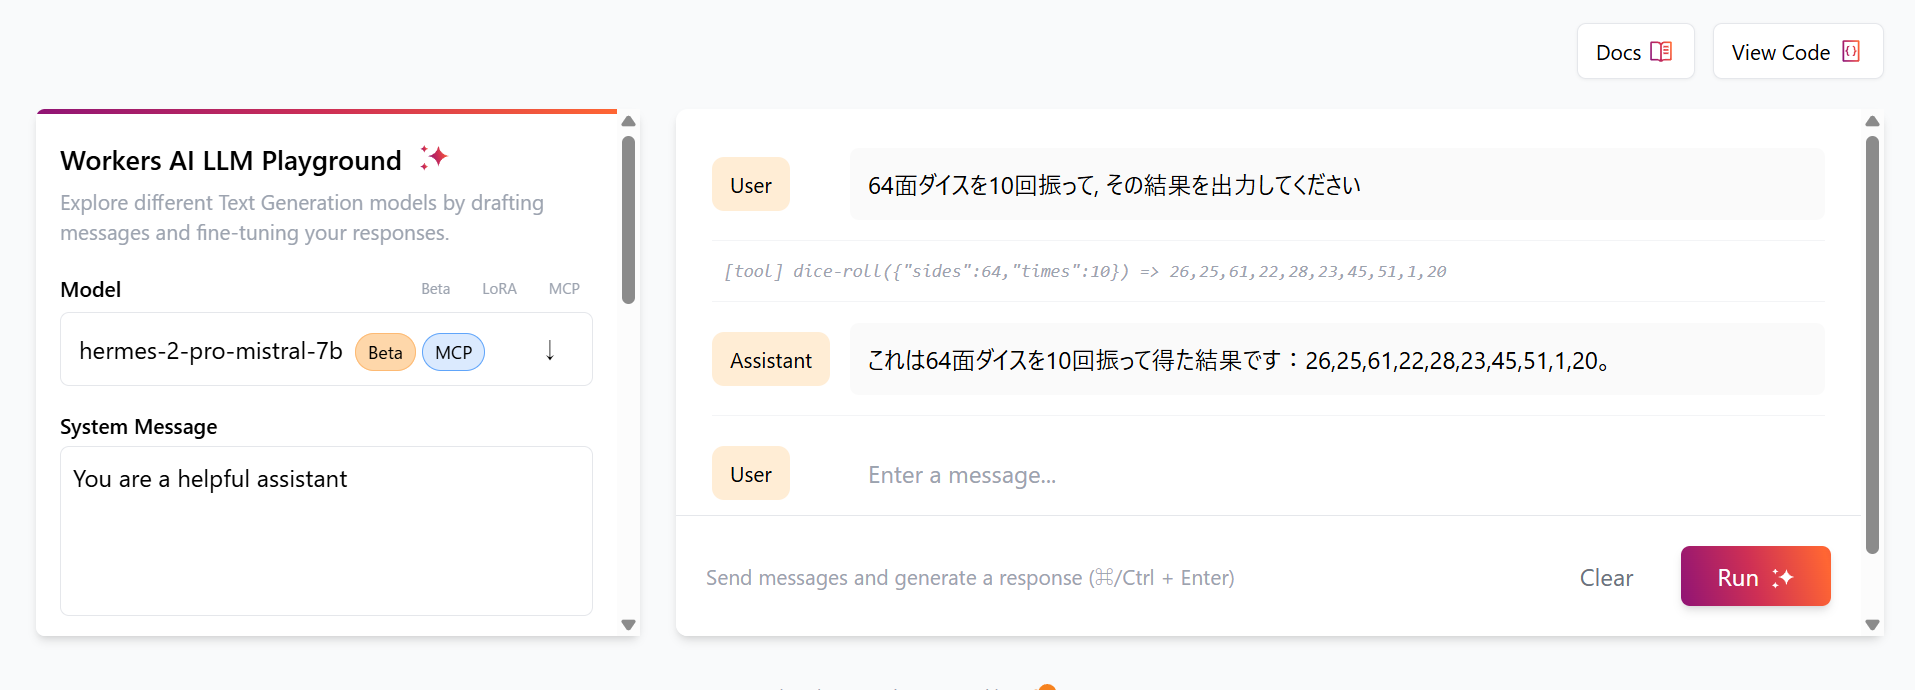 Docs
View Code
Workers AI LLM Playground
Explore different Text Generation models by drafting
messages and fine-tuning your responses.
Model
Beta LoRA MCP
hermes-2-pro-mistral-7b Beta MCP ↓
System Message
You are a helpful assistant
User
64面ダイスを10回振って, その結果を出力してください
[tool] dice-roll({"sides":64,"times":10}) => 26,25,61,22,28,23,45,51,1,20
Assistant
これは64面ダイスを10回振って得た結果です：26,25,61,22,28,23,45,51,1,20。
User
Enter a message...
Send messages and generate a response (⌘/Ctrl + Enter)
Clear
Run